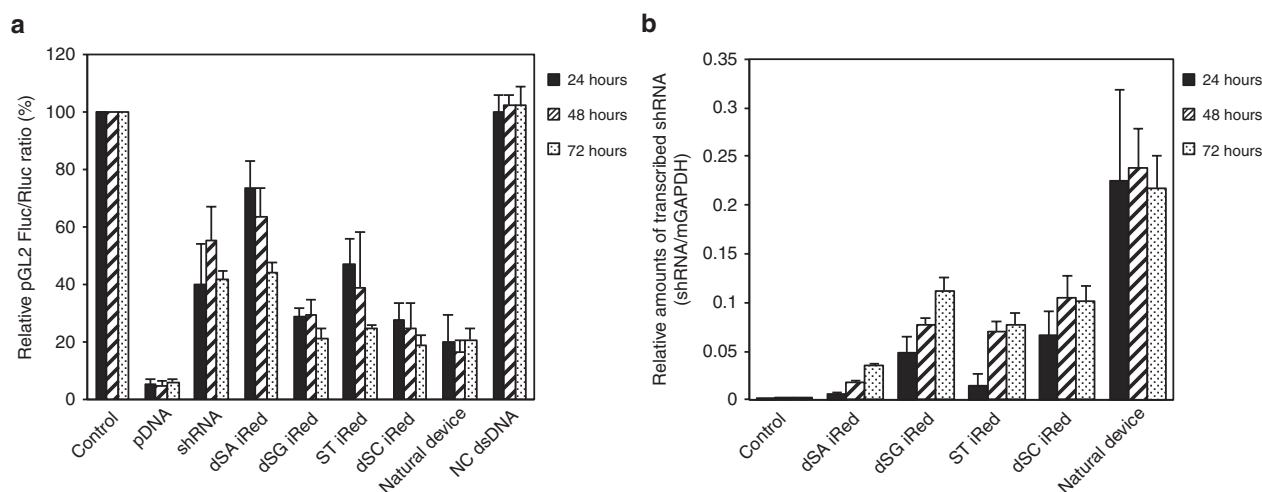 a
Relative pGL2 Fluc/Rluc ratio (%)
120
100
80
60
40
20
0
Control
pDNA
shRNA
dSA iRed
dSG iRed
ST iRed
dSC iRed
Natural device
NC dsDNA
24 hours
48 hours
72 hours
b
Relative amounts of transcribed shRNA
(shRNA/mGAPDH)
0.35
0.3
0.25
0.2
0.15
0.1
0.05
0
Control
dSA iRed
dSG iRed
ST iRed
dSC iRed
Natural device
24 hours
48 hours
72 hours